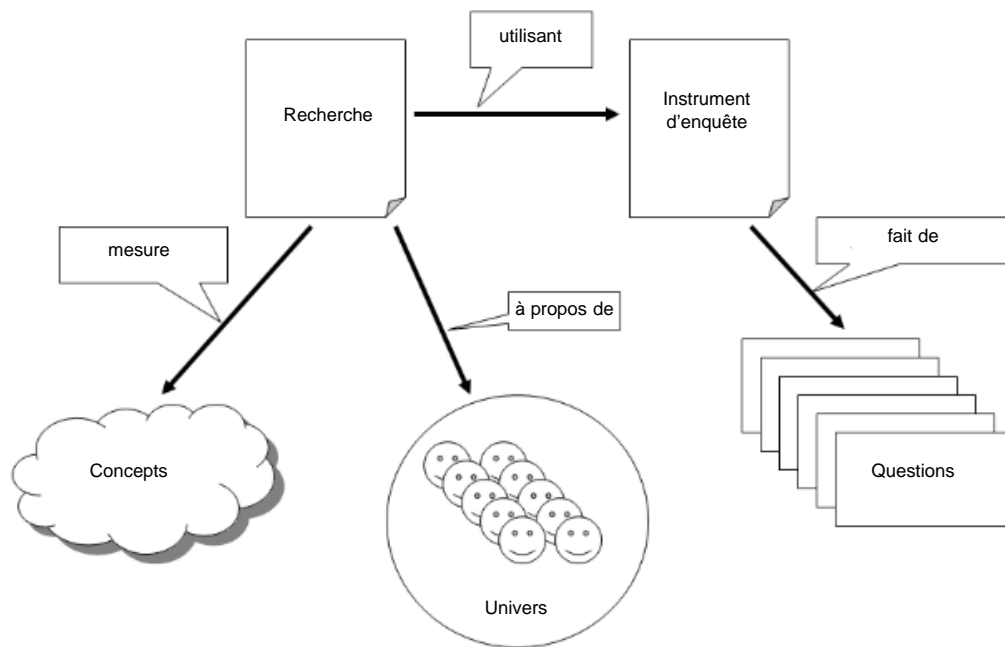 utilisant
Recherche
Instrument
d'enquête
mesure
fait de
à propos de
Concepts
Questions
Univers